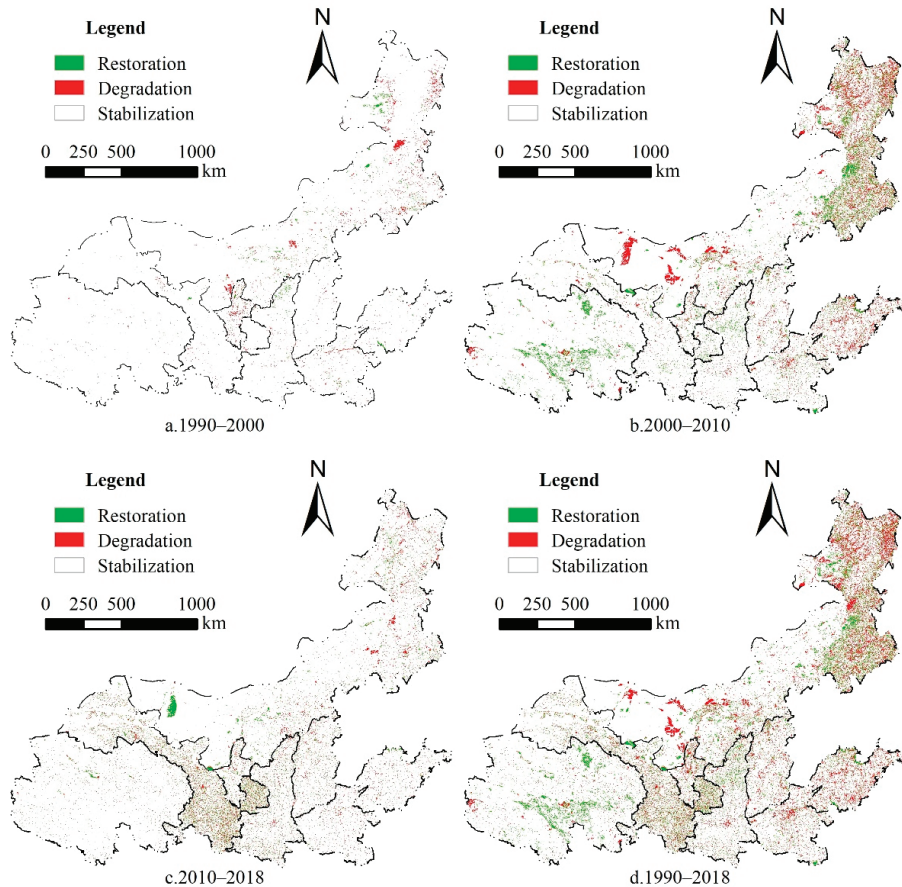 N
Legend
Restoration
Degradation
Stabilization
0 250 500 1000
km
a.1990–2000
N
Legend
Restoration
Degradation
Stabilization
0 250 500 1000
km
b.2000–2010
N
Legend
Restoration
Degradation
Stabilization
0 250 500 1000
km
c.2010–2018
N
Legend
Restoration
Degradation
Stabilization
0 250 500 1000
km
d.1990–2018